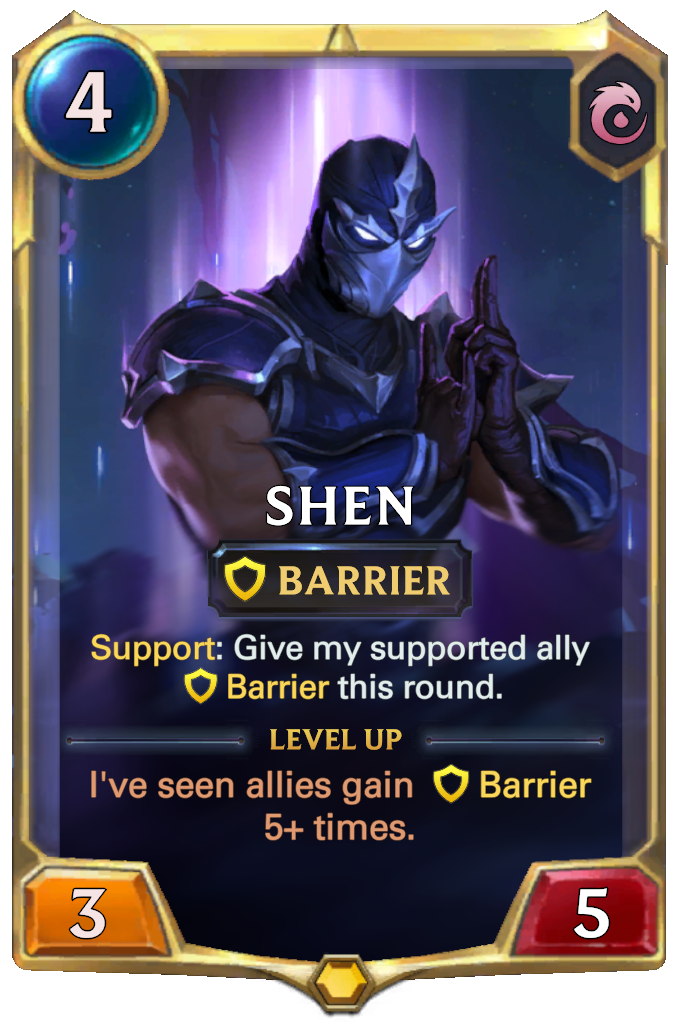 4
SHEN
BARRIER
Support: Give my supported ally
Barrier this round.
LEVEL UP
I've seen allies gain Barrier
5+ times.
3 5